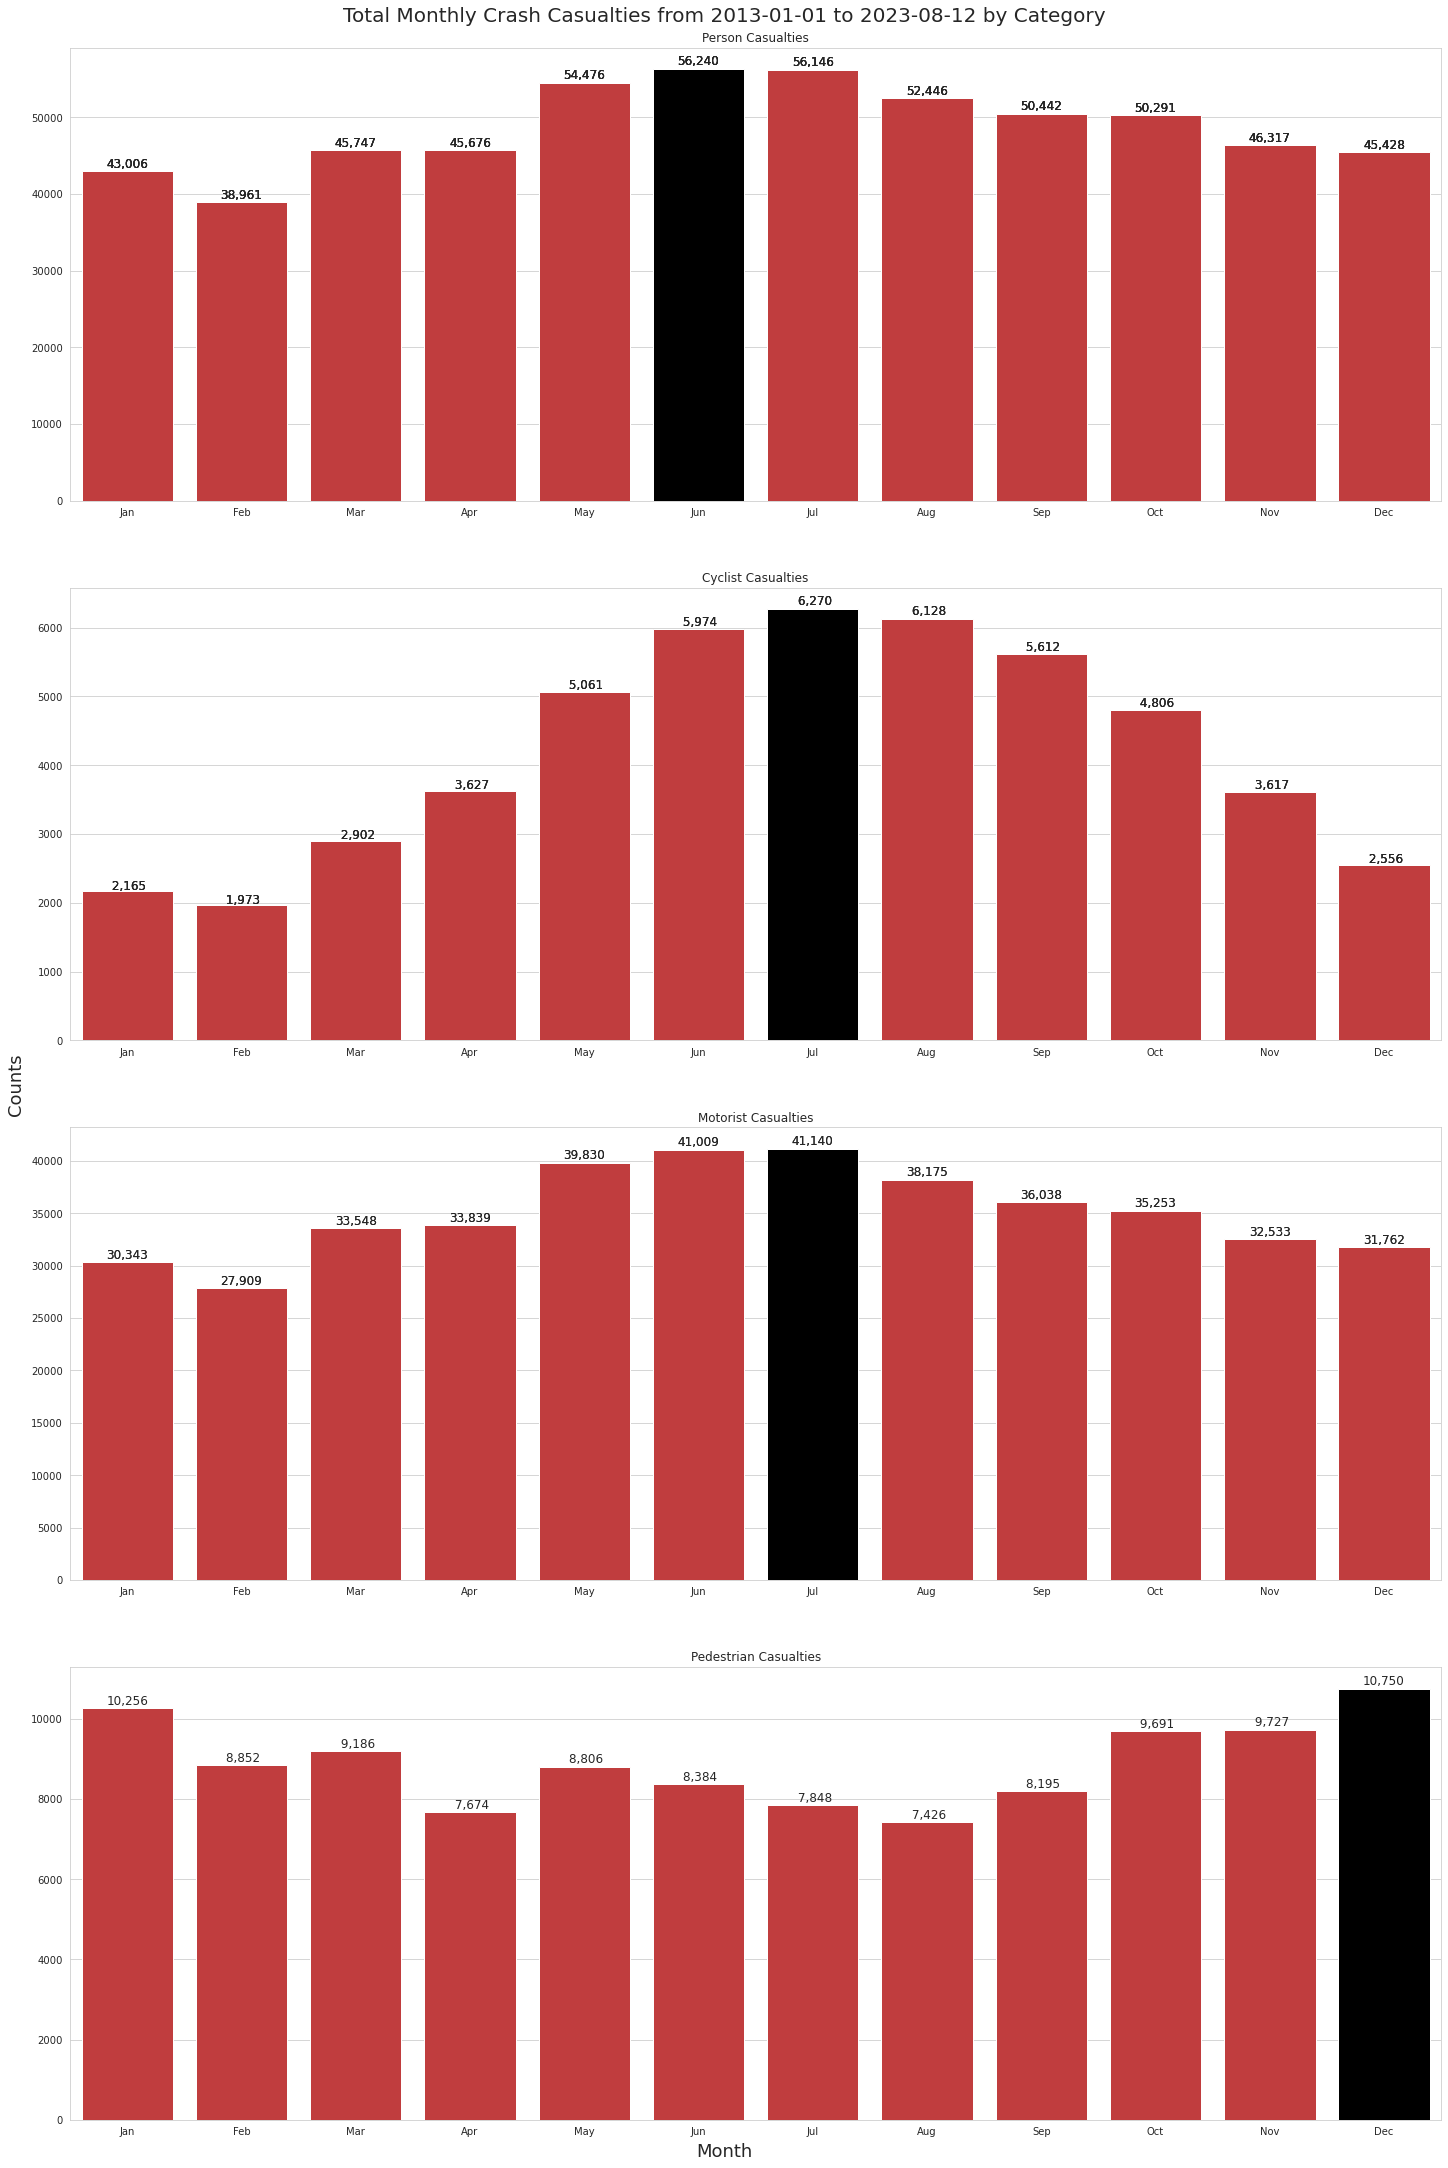 Total Monthly Crash Casualties from 2013-01-01 to 2023-08-12 by Category
Person Casualties
43,006 38,961 45,747 45,676 54,476 56,240 56,146 52,446 50,442 50,291 46,317 45,428
50000
40000
30000
20000
10000
0
Jan Feb Mar Apr May Jun Jul Aug Sep Oct Nov Dec
Cyclist Casualties
2,165 1,973 2,902 3,627 5,061 5,974 6,270 6,128 5,612 4,806 3,617 2,556
6000
5000
4000
3000
2000
1000
0
Jan Feb Mar Apr May Jun Jul Aug Sep Oct Nov Dec
Counts
Motorist Casualties
30,343 27,909 33,548 33,839 39,830 41,009 41,140 38,175 36,038 35,253 32,533 31,762
40000
35000
30000
25000
20000
15000
10000
5000
0
Jan Feb Mar Apr May Jun Jul Aug Sep Oct Nov Dec
Pedestrian Casualties
10,256 8,852 9,186 7,674 8,806 8,384 7,848 7,426 8,195 9,691 9,727 10,750
10000
8000
6000
4000
2000
0
Jan Feb Mar Apr May Jun Jul Aug Sep Oct Nov Dec
Month